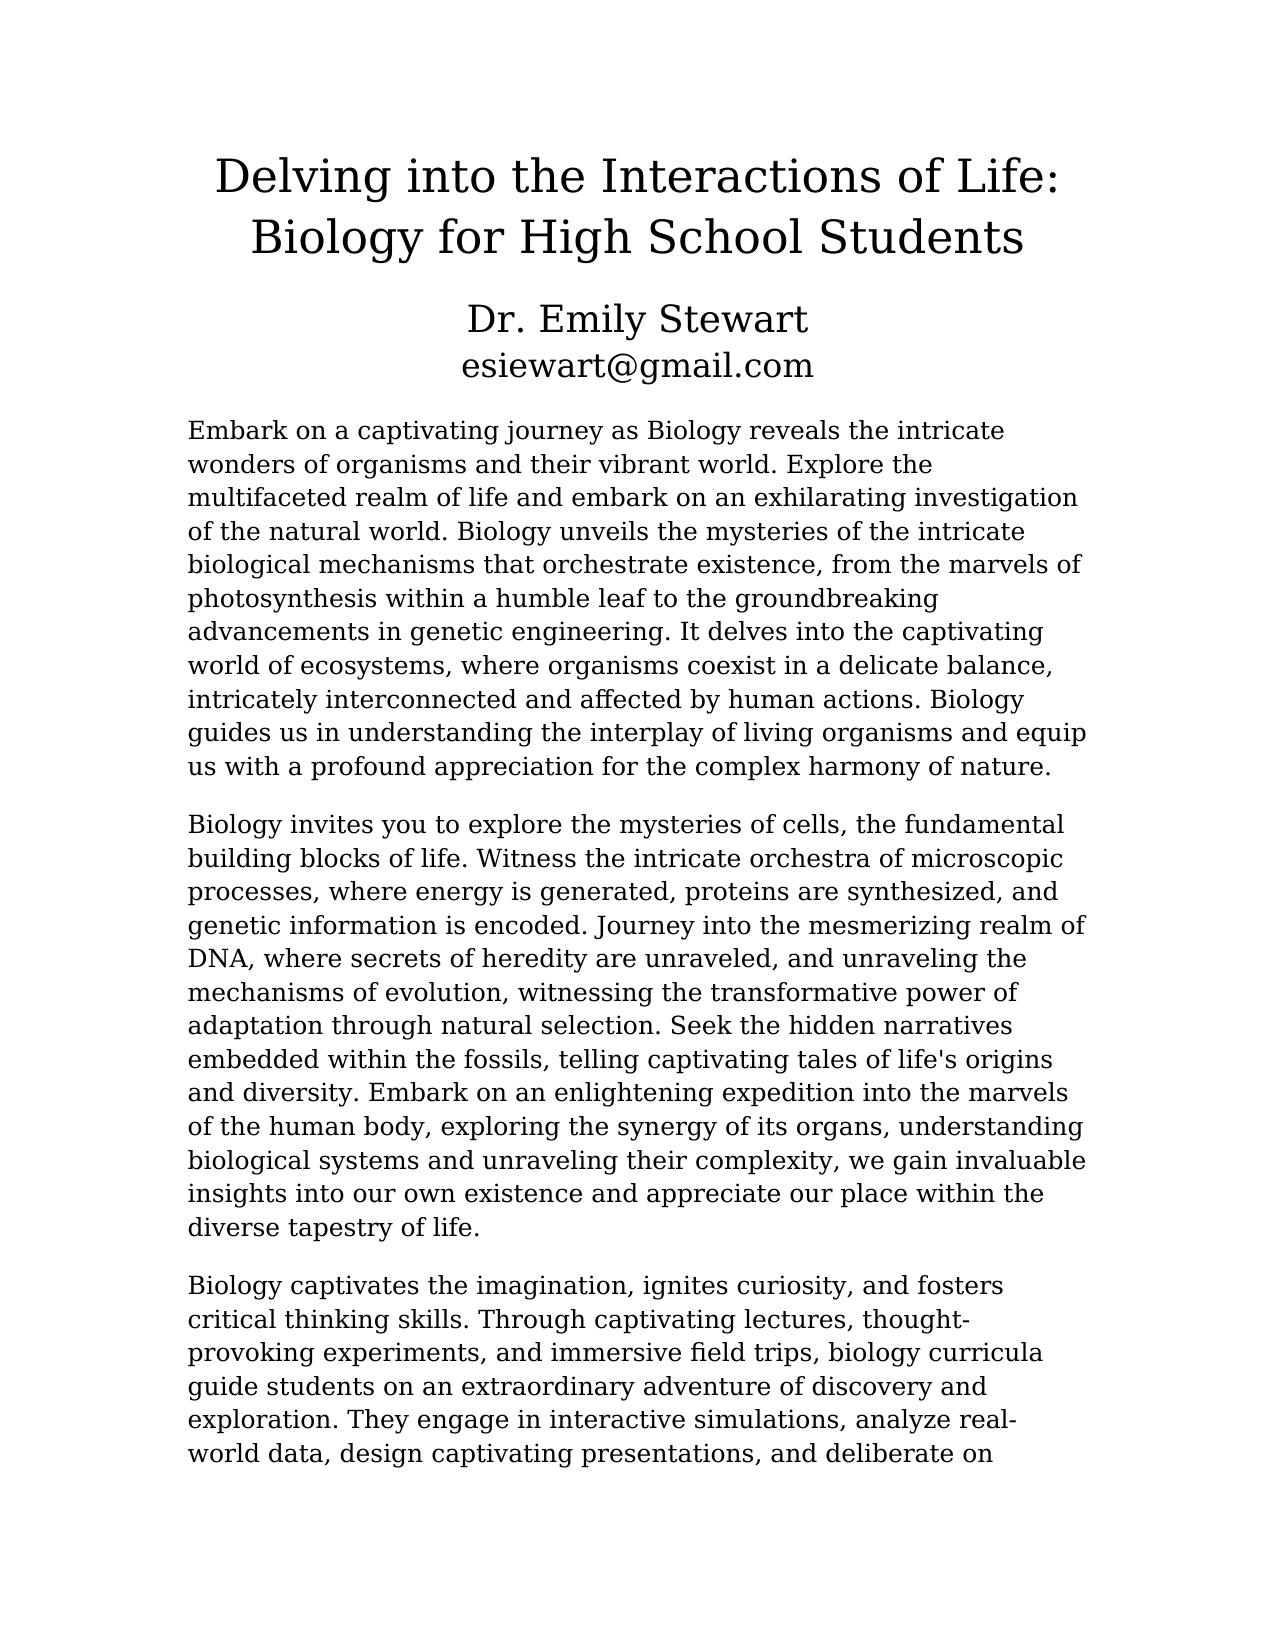 Delving into the Interactions of Life:
Biology for High School Students
Dr. Emily Stewart
esiewart@gmail.com
Embark on a captivating journey as Biology reveals the intricate
wonders of organisms and their vibrant world. Explore the
multifaceted realm of life and embark on an exhilarating investigation
of the natural world. Biology unveils the mysteries of the intricate
biological mechanisms that orchestrate existence, from the marvels of
photosynthesis within a humble leaf to the groundbreaking
advancements in genetic engineering. It delves into the captivating
world of ecosystems, where organisms coexist in a delicate balance,
intricately interconnected and affected by human actions. Biology
guides us in understanding the interplay of living organisms and equip
us with a profound appreciation for the complex harmony of nature.
Biology invites you to explore the mysteries of cells, the fundamental
building blocks of life. Witness the intricate orchestra of microscopic
processes, where energy is generated, proteins are synthesized, and
genetic information is encoded. Journey into the mesmerizing realm of
DNA, where secrets of heredity are unraveled, and unraveling the
mechanisms of evolution, witnessing the transformative power of
adaptation through natural selection. Seek the hidden narratives
embedded within the fossils, telling captivating tales of life's origins
and diversity. Embark on an enlightening expedition into the marvels
of the human body, exploring the synergy of its organs, understanding
biological systems and unraveling their complexity, we gain invaluable
insights into our own existence and appreciate our place within the
diverse tapestry of life.
Biology captivates the imagination, ignites curiosity, and fosters
critical thinking skills. Through captivating lectures, thought-
provoking experiments, and immersive field trips, biology curricula
guide students on an extraordinary adventure of discovery and
exploration. They engage in interactive simulations, analyze real-
world data, design captivating presentations, and deliberate on